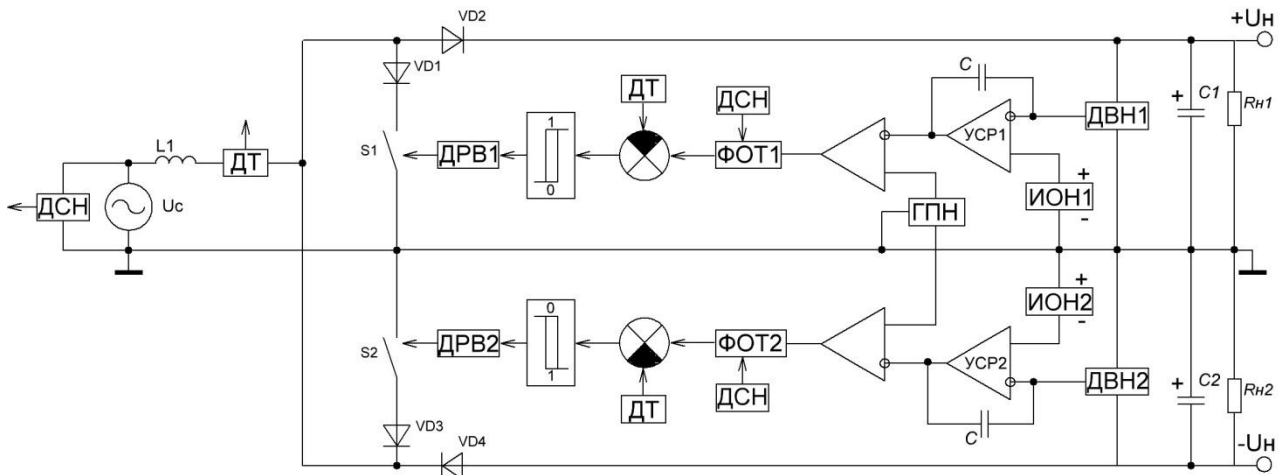 VD2
+Uн
VD1
ДТ
ДСН
C
УСР1
ДВН1
+
C1
Rн1
L1
ДТ
S1
ДРВ1
1
0
ФОТ1
+
ИОН1
-
ДСН
Uc
ГПН
+
ИОН2
-
S2
ДРВ2
0
1
ФОТ2
УСР2
ДВН2
+
C2
Rн2
ДТ
ДСН
C
VD3
VD4
-Uн